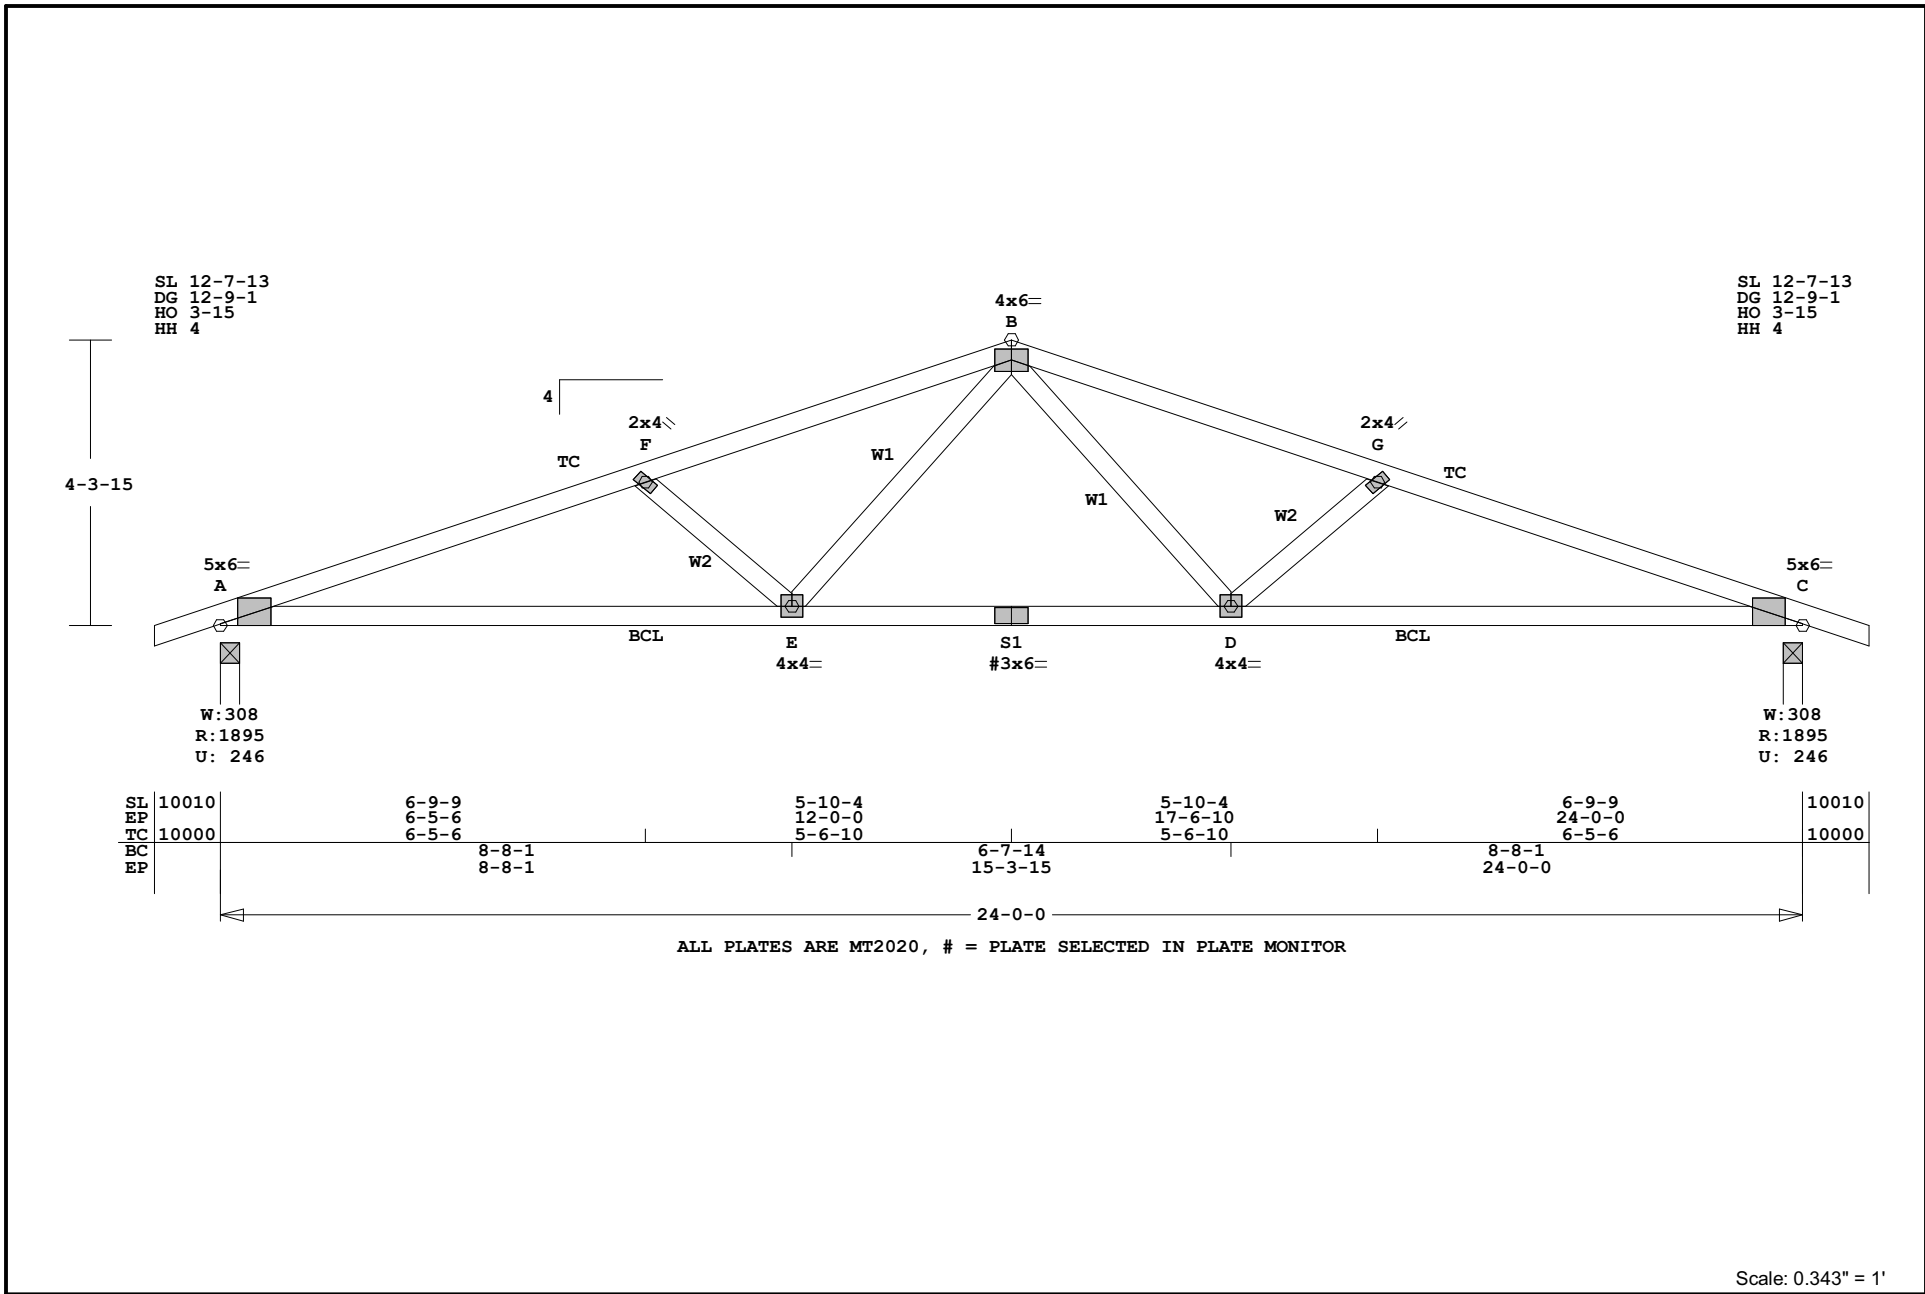 SL 12-7-13
DG 12-9-1
HO 3-15
HH 4
SL 12-7-13
DG 12-9-1
HO 3-15
HH 4
4x6=
B
4
2x4
F
2x4
G
TC
W1
TC
4-3-15
W1
W2
W2
5x6=
A
5x6=
C
BCL
E
S1
D
BCL
4x4=
#3x6=
4x4=
W:308
R:1895
U: 246
W:308
R:1895
U: 246
SL 10010 6-9-9 5-10-4 5-10-4 6-9-9 10010
EP 6-5-6 12-0-0 17-6-10 24-0-0
TC 10000 6-5-6 5-6-10 5-6-10 6-5-6 10000
BC 8-8-1 6-7-14 8-8-1
EP 8-8-1 15-3-15 24-0-0
24-0-0
ALL PLATES ARE MT2020, # = PLATE SELECTED IN PLATE MONITOR
Scale: 0.343" = 1'